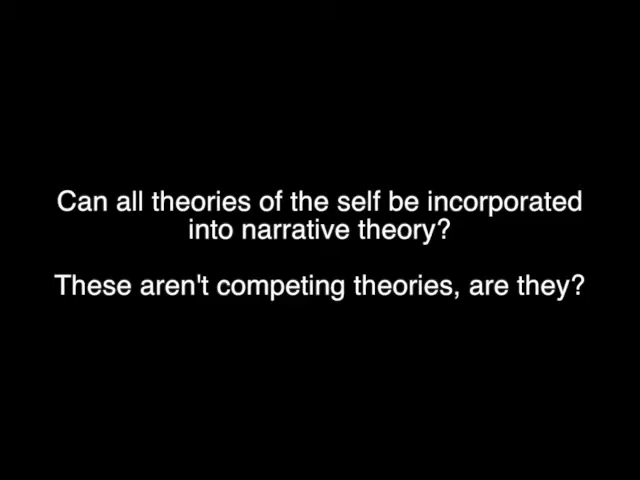 Can all theories of the self be incorporated
into narrative theory?
These aren't competing theories, are they?